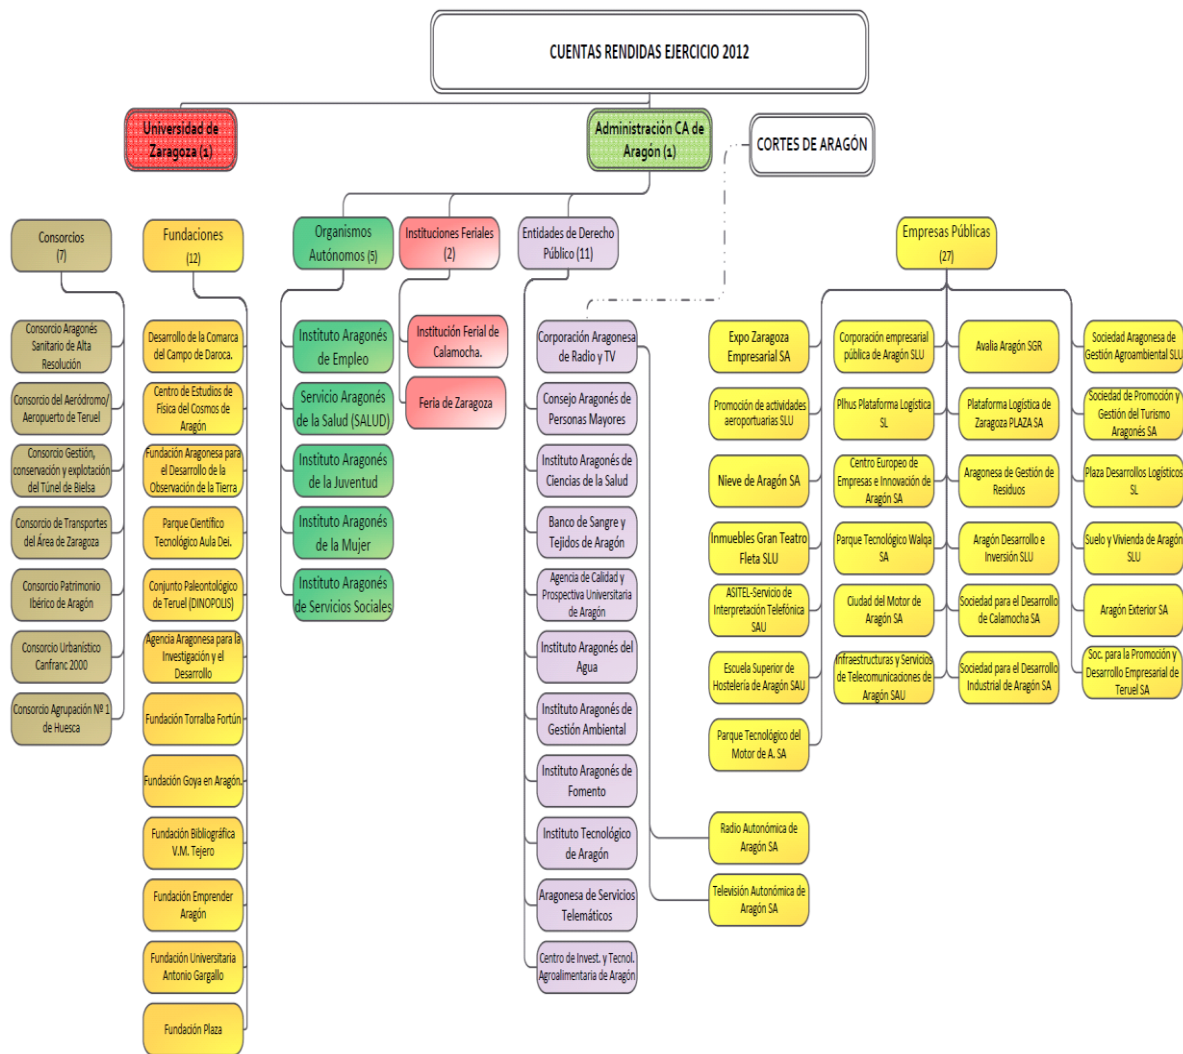 CUENTAS RENDIDAS EJERCICIO 2012
Universidad de
Zaragoza (1)
Administración CA de
Aragón (1)
CORTES DE ARAGÓN
Consorcios
(7)
Fundaciones
(12)
Organismos
Autónomos (5)
Instituciones Feriales
(2)
Entidades de Derecho
Público (11)
Empresas Públicas
(27)
Consorcio Aragonés
Sanitario de Alta
Resolución
Consorcio del Aeródromo/
Aeropuerto de Teruel
Consorcio Gestión,
conservación y explotación
del Túnel de Bielsa
Consorcio de Transportes
del Área de Zaragoza
Consorcio Patrimonio
Ibérico de Aragón
Consorcio Urbanístico
Canfranc 2000
Consorcio Agrupación Nº 1
de Huesca
Desarrollo de la Comarca
del Campo de Daroca.
Centro de Estudios de
Física del Cosmos de
Aragón
Fundación Aragonesa para
el Desarrollo de la
Observación de la Tierra
Parque Científico
Tecnológico Aula Dei.
Conjunto Paleontológico
de Teruel (DINOPOLIS)
Agencia Aragonesa para la
Investigación y el
Desarrollo
Fundación Torralba Fortún
Fundación Goya en Aragón.
Fundación Bibliográfica
V.M. Tejero
Fundación Emprender
Aragón
Fundación Universitaria
Antonio Gargallo
Fundación Plaza
Instituto Aragonés
de Empleo
Servicio Aragonés
de la Salud (SALUD)
Instituto Aragonés
de la Juventud
Instituto Aragonés
de la Mujer
Instituto Aragonés
de Servicios Sociales
Institución Ferial de
Calamocha.
Feria de Zaragoza
Corporación Aragonesa
de Radio y TV
Consejo Aragonés de
Personas Mayores
Instituto Aragonés de
Ciencias de la Salud
Banco de Sangre y
Tejidos de Aragón
Agencia de Calidad y
Prospectiva Universitaria
de Aragón
Instituto Aragonés del
Agua
Instituto Aragonés de
Gestión Ambiental
Instituto Aragonés de
Fomento
Instituto Tecnológico
de Aragón
Aragonesa de Servicios
Telemáticos
Centro de Invest. y Tecnol.
Agroalimentaria de Aragón
Expo Zaragoza
Empresarial SA
Promoción de actividades
aeroportuarias SLU
Nieve de Aragón SA
Inmuebles Gran Teatro
Fleta SLU
ASITEL-Servicio de
Interpretación Telefónica
SAU
Escuela Superior de
Hostelería de Aragón SAU
Parque Tecnológico del
Motor de A. SA
Radio Autonómica de
Aragón SA
Televisión Autonómica de
Aragón SA
Corporación empresarial
pública de Aragón SLU
Plhus Plataforma Logística
SL
Centro Europeo de
Empresas e Innovación de
Aragón SA
Parque Tecnológico Walqa
SA
Ciudad del Motor de
Aragón SA
Infraestructuras y Servicios
de Telecomunicaciones de
Aragón SAU
Avalia Aragón SGR
Plataforma Logística de
Zaragoza PLAZA SA
Aragonesa de Gestión de
Residuos
Aragón Desarrollo e
Inversión SLU
Sociedad para el Desarrollo
de Calamocha SA
Sociedad para el Desarrollo
Industrial de Aragón SA
Sociedad Aragonesa de
Gestión Agroambiental SLU
Sociedad de Promoción y
Gestión del Turismo
Aragonés SA
Plaza Desarrollos Logísticos
SL
Suelo y Vivienda de Aragón
SLU
Aragón Exterior SA
Soc. para la Promoción y
Desarrollo Empresarial de
Teruel SA